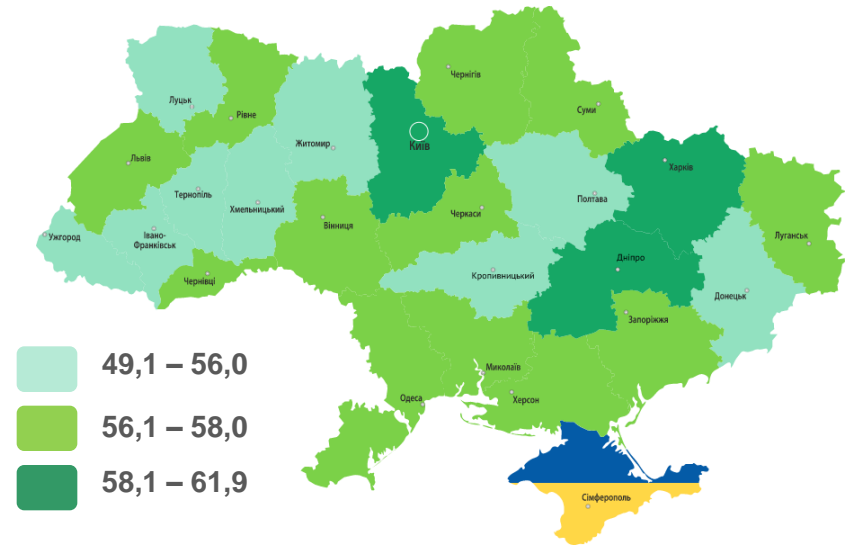 Чернігів
Луцьк
Суми
Рівне
Житомир
Київ
Львів
Харків
Тернопіль
Полтава
Хмельницький
Черкаси
Вінниця
Ужгород
Івано-
Франківськ
Луганськ
Дніпро
Кропивницький
Чернівці
Донецьк
Запоріжжя
49,1 – 56,0
Миколаїв
Одеса
Херсон
56,1 – 58,0
58,1 – 61,9
Сімферополь